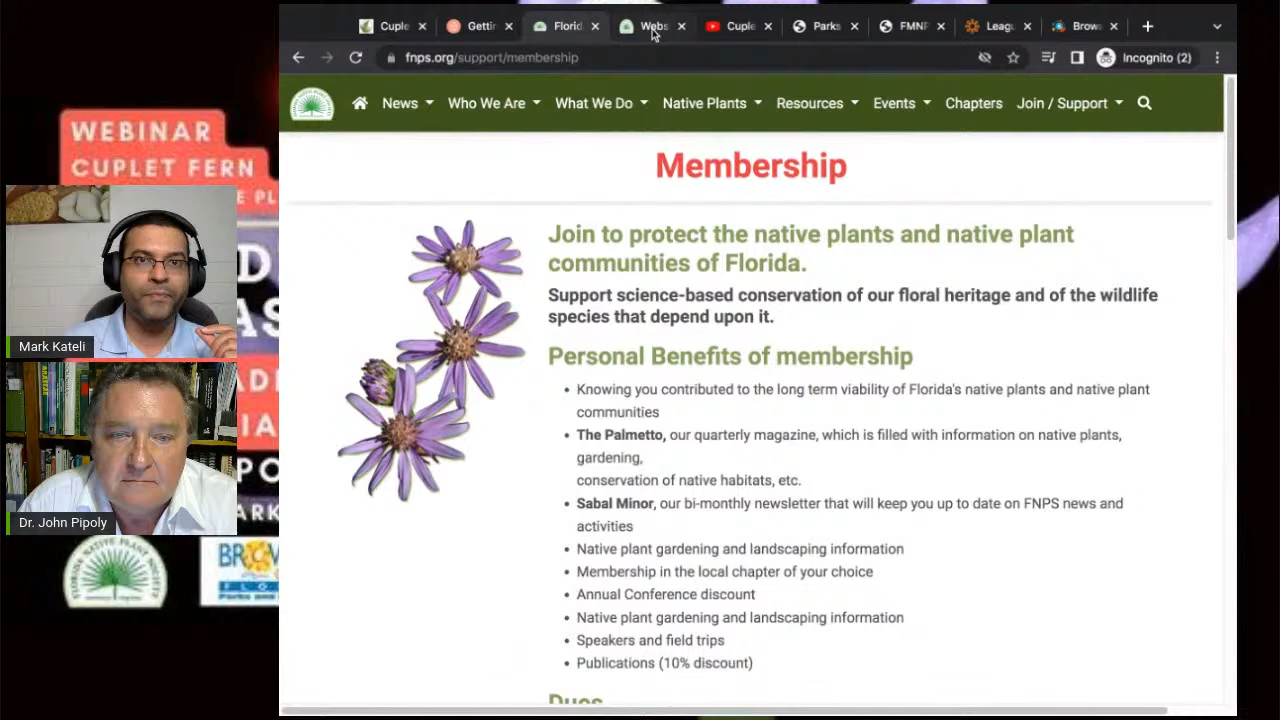 Cuple
Gettin
Florid
Webs
Cuple
Parks
FMNP
Leagu
Brow
fnps.org/support/membership
Incognito (2)
News
Who We Are
What We Do
Native Plants
Resources
Events
Chapters
Join / Support
WEBINAR
CUPLET FERN
Mark Kateli
Dr. John Pipoly
BROW
Membership
Join to protect the native plants and native plant
communities of Florida.
Support science-based conservation of our floral heritage and of the wildlife
species that depend upon it.
Personal Benefits of membership
• Knowing you contributed to the long term viability of Florida's native plants and native plant
communities
• The Palmetto, our quarterly magazine, which is filled with information on native plants,
gardening,
conservation of native habitats, etc.
• Sabal Minor, our bi-monthly newsletter that will keep you up to date on FNPS news and
activities
• Native plant gardening and landscaping information
• Membership in the local chapter of your choice
• Annual Conference discount
• Native plant gardening and landscaping information
• Speakers and field trips
• Publications (10% discount)
Dues